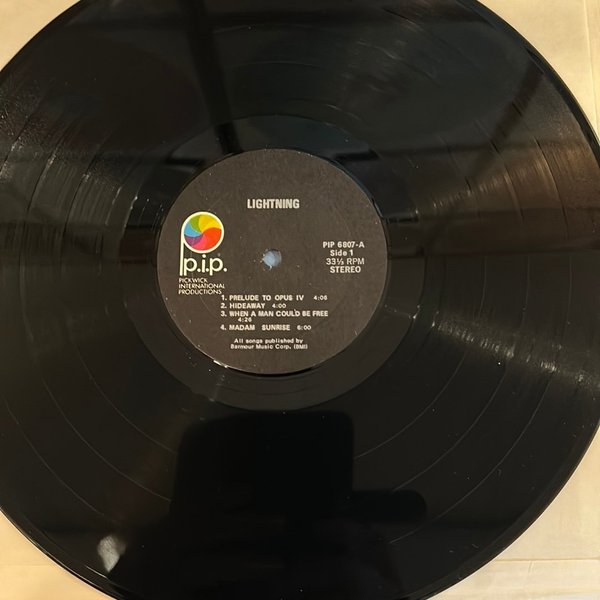 LIGHTNING
p.i.p.
PICKWICK
INTERNATIONAL
PRODUCTIONS
PIP 6807-A
Side 1
33⅓ RPM
STEREO
1. PRELUDE TO OPUS IV 4:06
2. HIDEAWAY 4:00
3. WHEN A MAN COULD BE FREE
4:26
4. MADAM SUNRISE 6:00
All songs published by
Barmour Music Corp. (BMI)